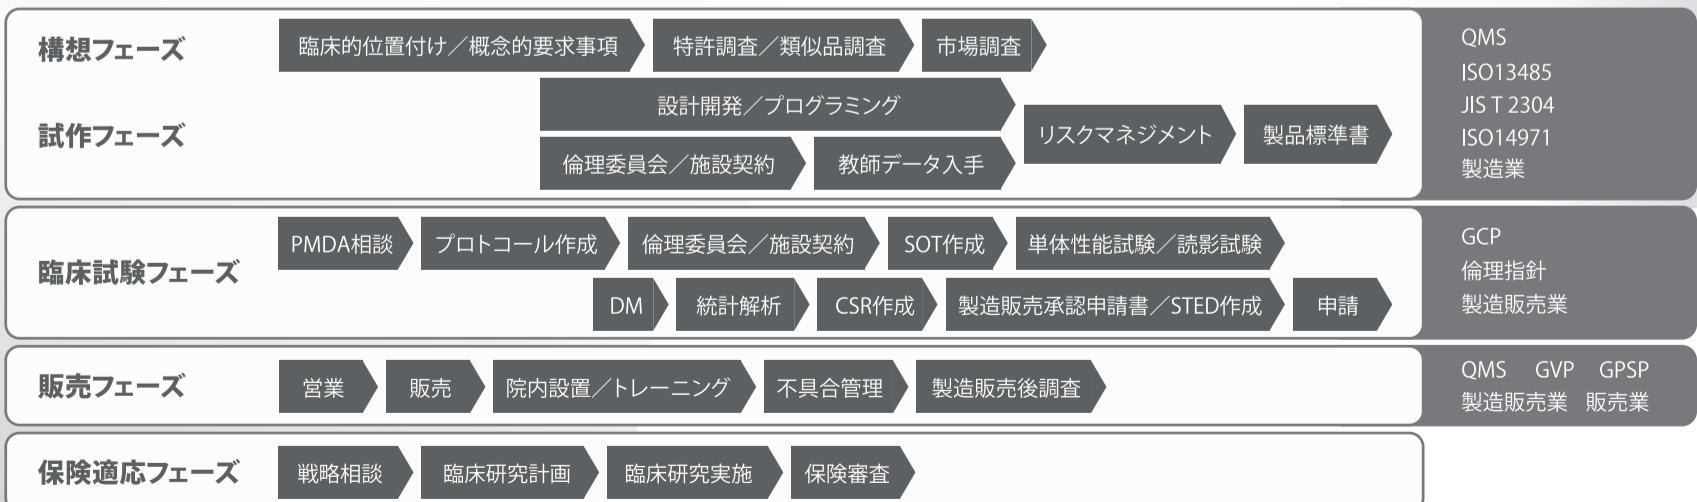 構想フェーズ
臨床的位置付け／概念的要求事項
特許調査／類似品調査
市場調査
試作フェーズ
設計開発／プログラミング
倫理委員会／施設契約
教師データ入手
リスクマネジメント
製品標準書
QMS
ISO13485
JIS T 2304
ISO14971
製造業
臨床試験フェーズ
PMDA相談
プロトコール作成
倫理委員会／施設契約
SOT作成
単体性能試験／読影試験
DM
統計解析
CSR作成
製造販売承認申請書／STED作成
申請
GCP
倫理指針
製造販売業
販売フェーズ
営業
販売
院内設置／トレーニング
不具合管理
製造販売後調査
QMS GVP GPSP
製造販売業 販売業
保険適応フェーズ
戦略相談
臨床研究計画
臨床研究実施
保険審査